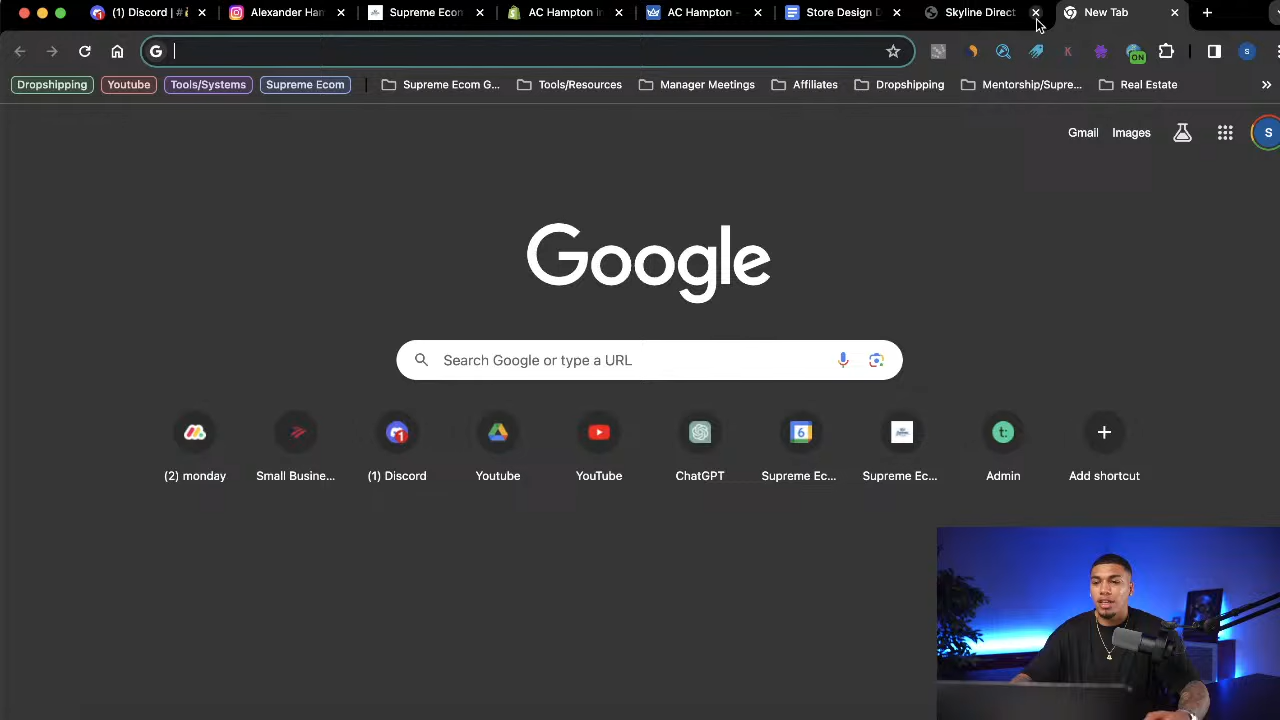 (1) Discord | #
Alexander Ham
Supreme Econ
AC Hampton in
AC Hampton -
Store Design D
Skyline Direct
New Tab
G
K
ON
S
Dropshipping
Youtube
Tools/Systems
Supreme Ecom
Supreme Ecom G...
Tools/Resources
Manager Meetings
Affiliates
Dropshipping
Mentorship/Supre...
Real Estate
»
Gmail
Images
S
Google
Search Google or type a URL
(2) monday
Small Busine...
(1) Discord
Youtube
YouTube
ChatGPT
Supreme Ec...
Supreme Ec...
Admin
Add shortcut